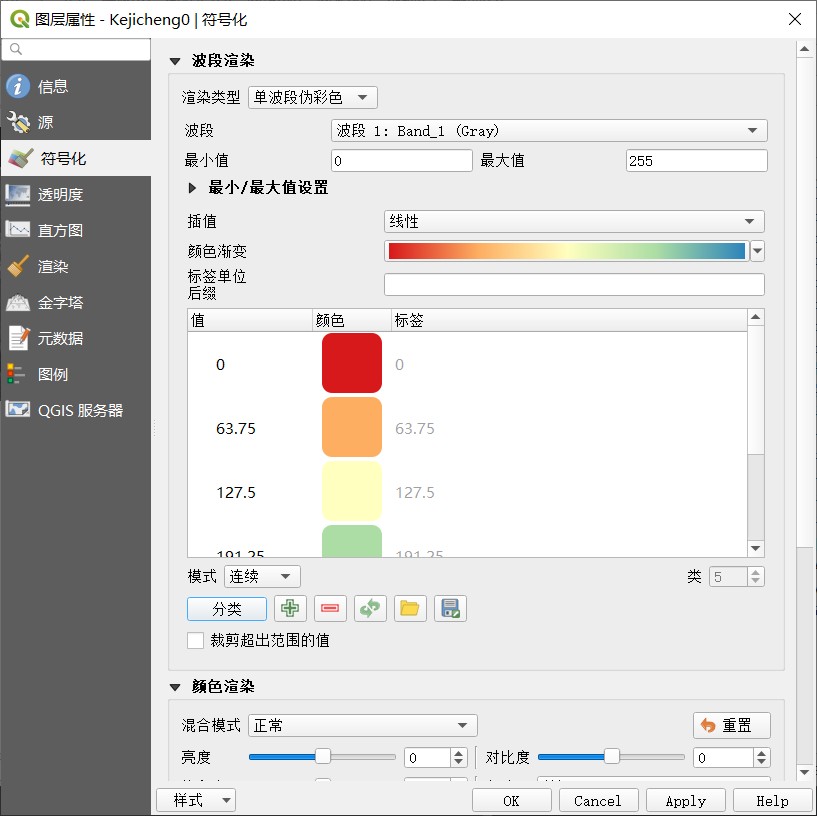 图层属性 - Kejicheng0 | 符号化
信息
源
符号化
透明度
直方图
渲染
金字塔
元数据
图例
QGIS 服务器
波段渲染
渲染类型 单波段伪彩色
波段 波段 1: Band_1 (Gray)
最小值 0 最大值 255
最小/最大值设置
插值 线性
颜色渐变
标签单位
后缀
值 颜色 标签
0 0
63.75 63.75
127.5 127.5
191.25 191.25
模式 连续 类 5
分类
裁剪超出范围的值
颜色渲染
混合模式 正常 重置
亮度 0 对比度 0
样式 OK Cancel Apply Help